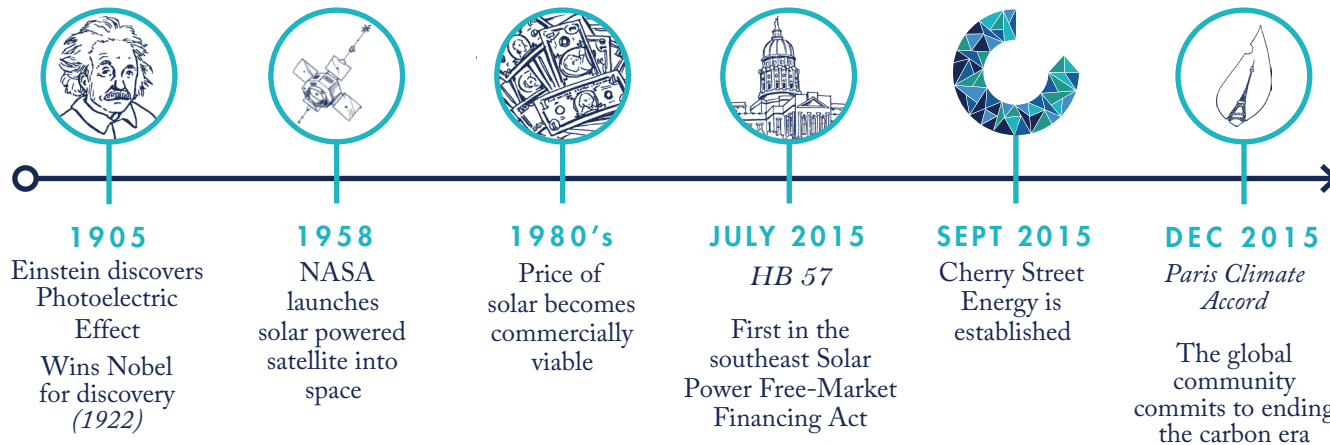 1905
Einstein discovers
Photoelectric
Effect
Wins Nobel
for discovery
(1922)
1958
NASA
launches
solar powered
satellite into
space
1980's
Price of
solar becomes
commercially
viable
JULY 2015
HB 57
First in the
southeast Solar
Power Free-Market
Financing Act
SEPT 2015
Cherry Street
Energy is
established
DEC 2015
Paris Climate
Accord
The global
community
commits to ending
the carbon era